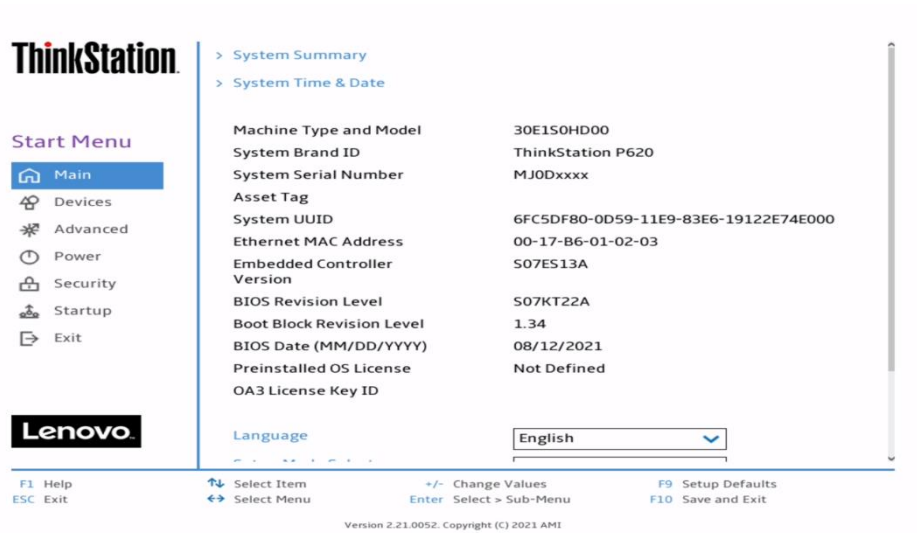 ThinkStation
> System Summary
> System Time & Date
Start Menu
Main
Devices
Advanced
Power
Security
Startup
Exit
Machine Type and Model 30E1S0HD00
System Brand ID ThinkStation P620
System Serial Number MJ0Dxxxx
Asset Tag
System UUID 6FC5DF80-0D59-11E9-83E6-19122E74E000
Ethernet MAC Address 00-17-B6-01-02-03
Embedded Controller
Version S07ES13A
BIOS Revision Level S07KT22A
Boot Block Revision Level 1.34
BIOS Date (MM/DD/YYYY) 08/12/2021
Preinstalled OS License Not Defined
OA3 License Key ID
Language English
Lenovo
F1 Help ↑↓ Select Item +/- Change Values F9 Setup Defaults
ESC Exit ←→ Select Menu Enter Select > Sub-Menu F10 Save and Exit
Version 2.21.0052. Copyright (C) 2021 AMI